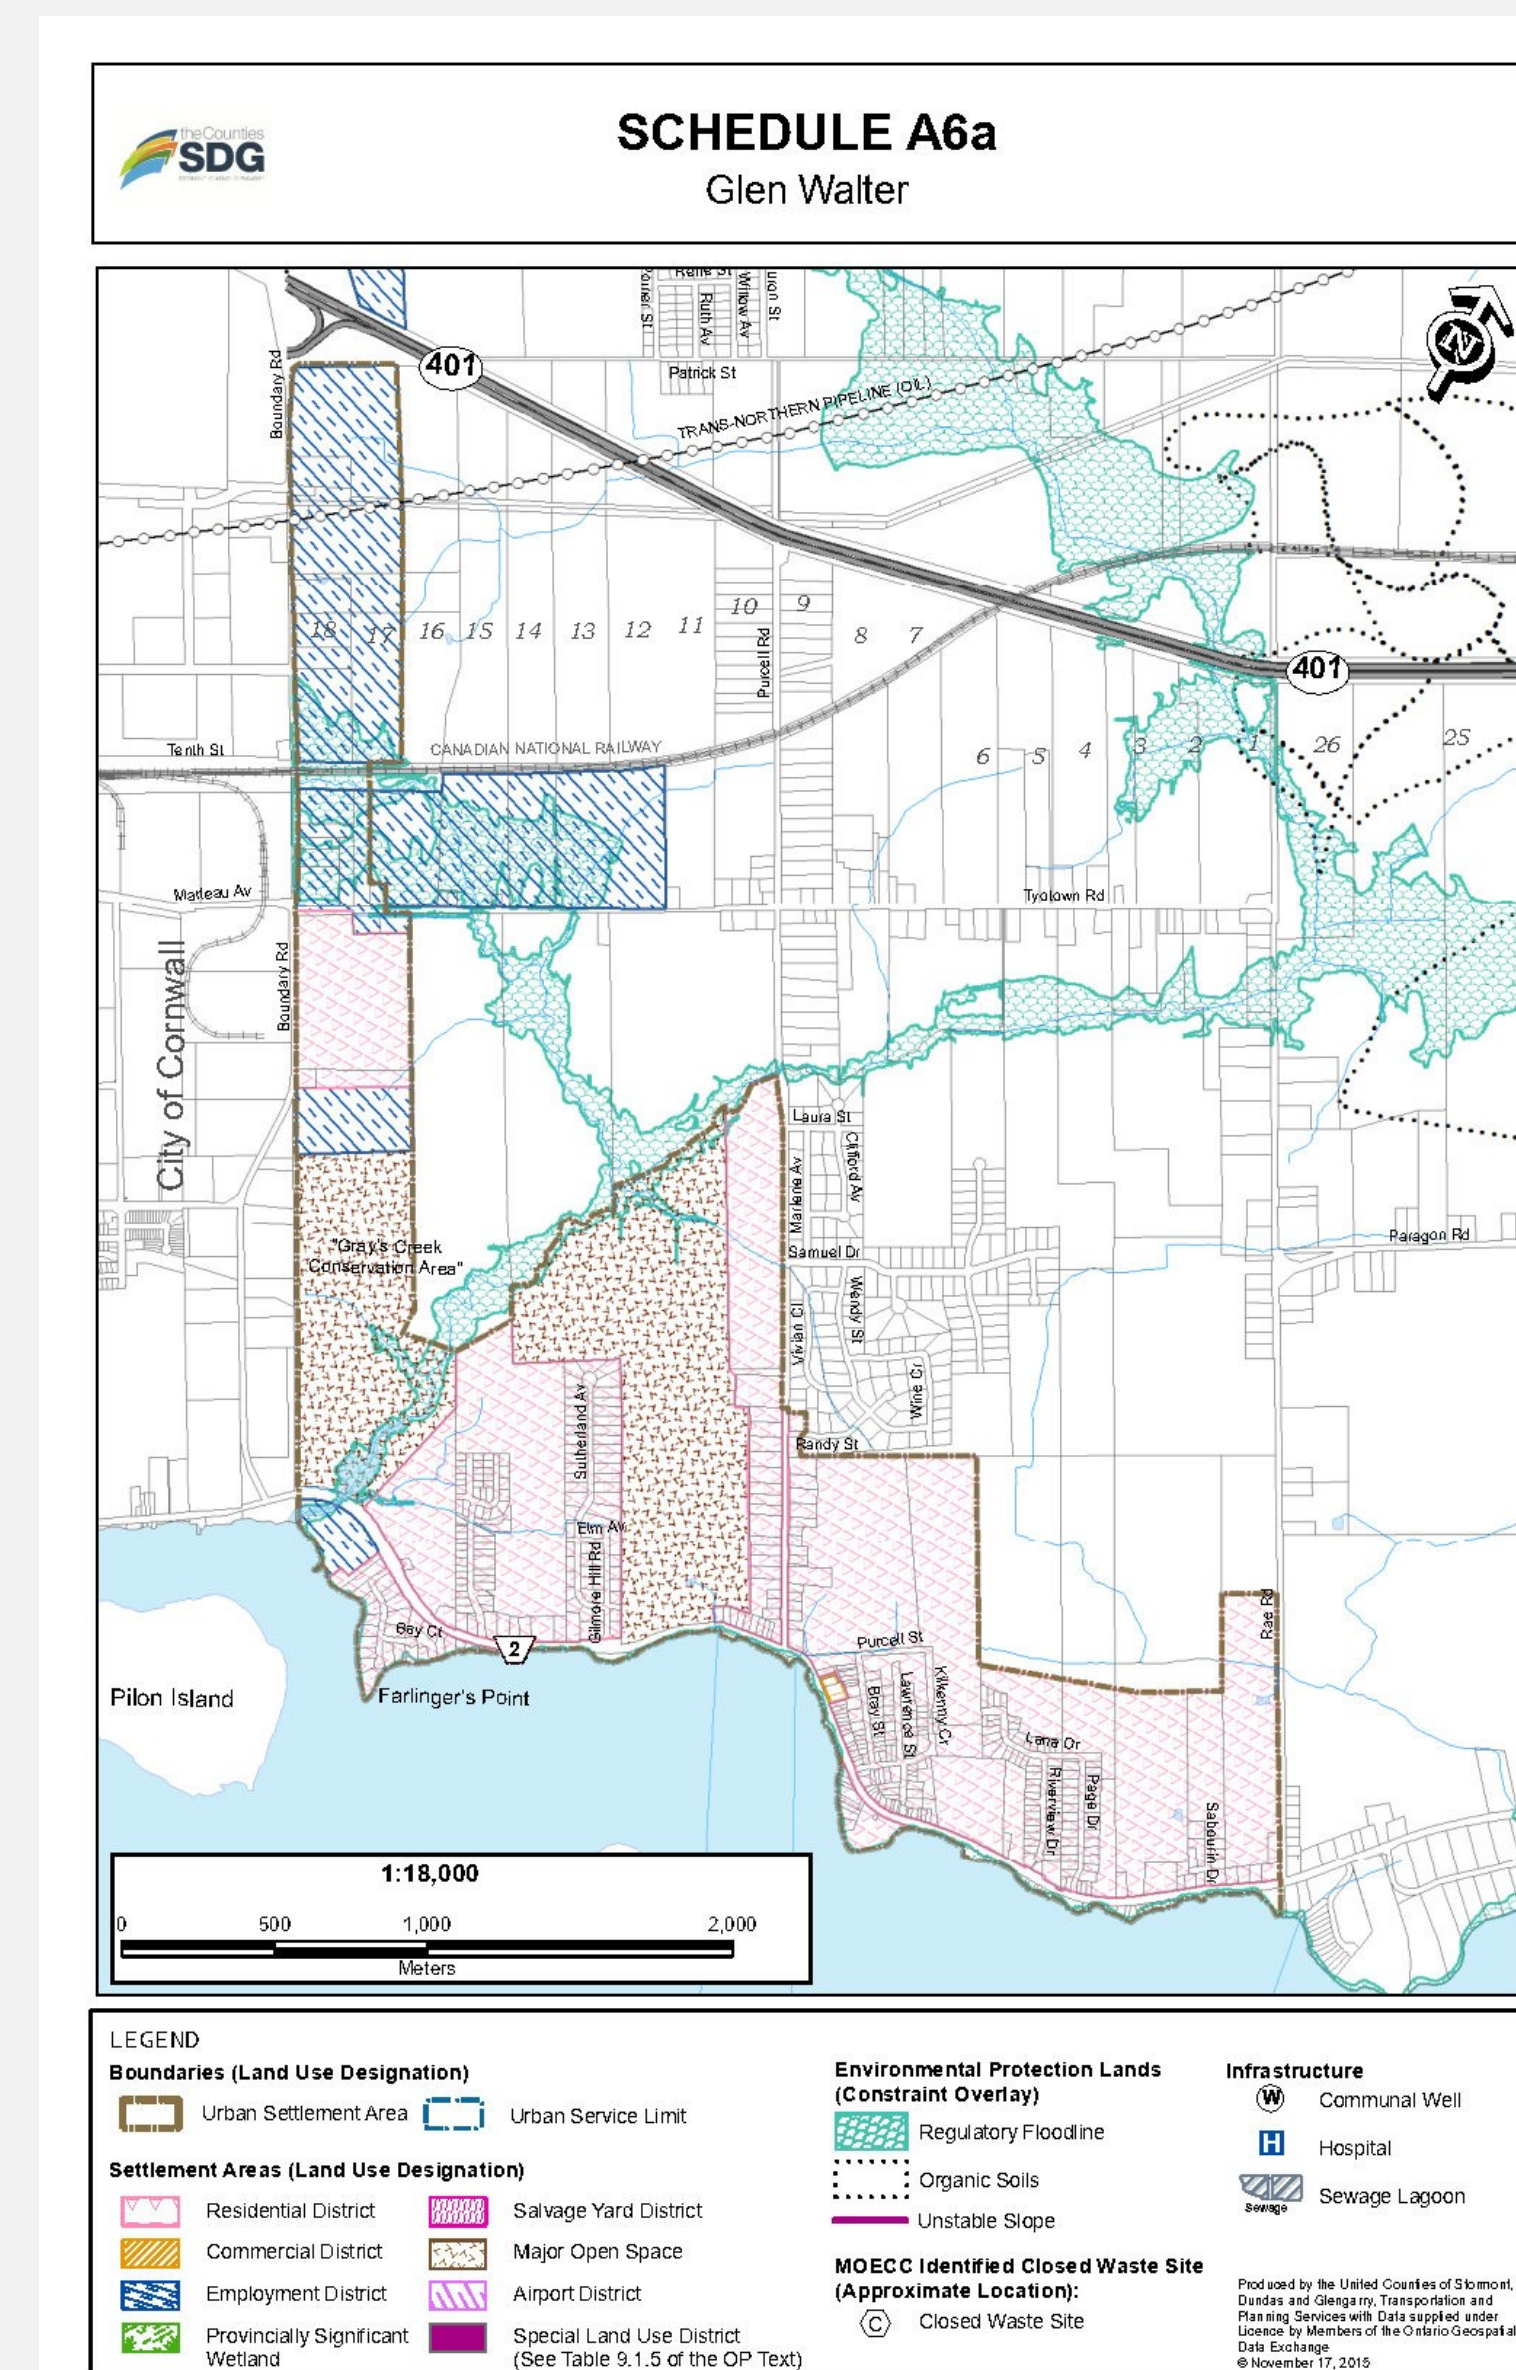 the Counties
SDG
SCHEDULE A6a
Glen Walter
Ruth Av
Willow Av
Patrick St
Boundary Rd
401
TRANS-NORTHERN PIPELINE (OIL)
18
17
16
15
14
13
12
11
10
9
8
7
Purcell Rd
401
Tenth St
CANADIAN NATIONAL RAILWAY
6
5
4
3
2
1
26
25
Marleau Av
Tyotown Rd
City of Cornwall
Boundary Rd
Laura St
Clifford Av
Marlene Av
Samuel Dr
Paragon Rd
"Gray's Creek
Conservation Area"
Vivian Cl
Wendy St
Wine Cr
Sutherland Av
Randy St
Elm Av
Gilmore Hill Rd
Rae Rd
Bay Ct
2
Purcell St
Pilon Island
Farlinger's Point
Bray St
Lawrence St
Kilkenny Cr
Lana Dr
Riverview Dr
Page Dr
Sabourin Dr
1:18,000
0 500 1,000 2,000
Meters
LEGEND
Boundaries (Land Use Designation)
Urban Settlement Area
Urban Service Limit
Settlement Areas (Land Use Designation)
Residential District
Salvage Yard District
Commercial District
Major Open Space
Employment District
Airport District
Provincially Significant
Wetland
Special Land Use District
(See Table 9.1.5 of the OP Text)
Environmental Protection Lands
(Constraint Overlay)
Regulatory Floodline
Organic Soils
Unstable Slope
MOECC Identified Closed Waste Site
(Approximate Location):
C Closed Waste Site
Infrastructure
W Communal Well
H Hospital
Sewage Sewage Lagoon
Produced by the United Counties of Stormont,
Dundas and Glengarry, Transportation and
Planning Services with Data supplied under
Licence by Members of the Ontario Geospatial
Data Exchange
© November 17, 2015